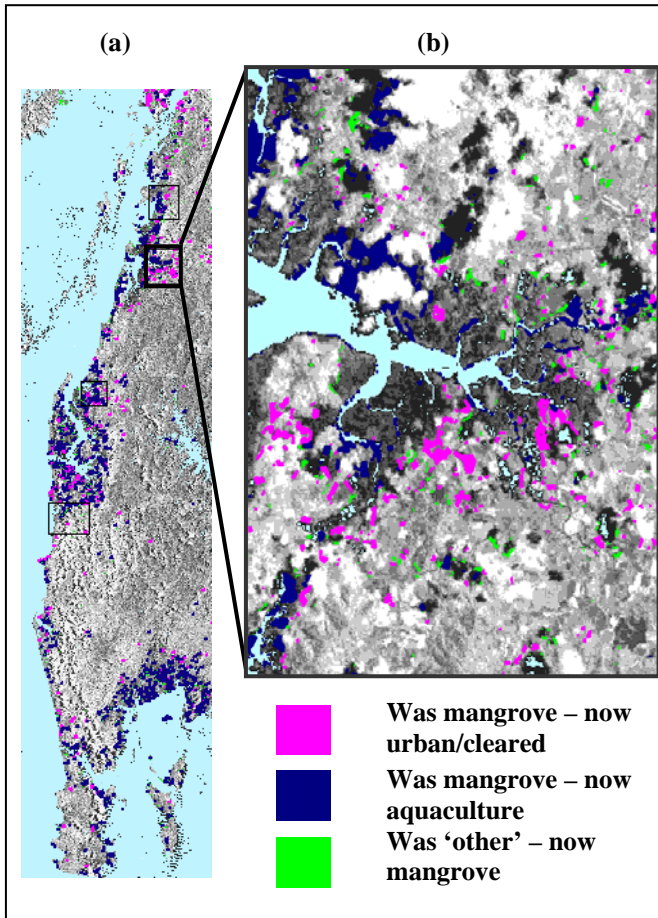 (a)
(b)
Was mangrove – now
urban/cleared
Was mangrove – now
aquaculture
Was ‘other’ – now
mangrove